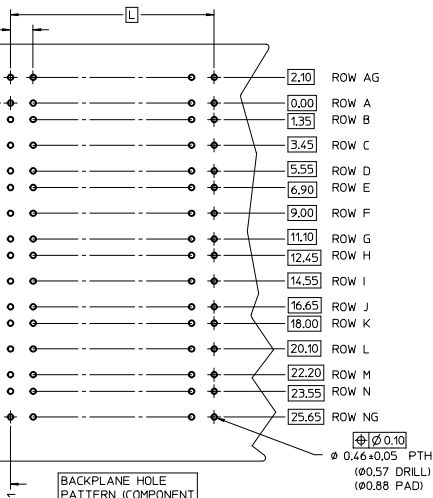 L
2.10 ROW AG
0.00 ROW A
1.35 ROW B
3.45 ROW C
5.55 ROW D
6.90 ROW E
9.00 ROW F
11.10 ROW G
12.45 ROW H
14.55 ROW I
16.65 ROW J
18.00 ROW K
20.10 ROW L
22.20 ROW M
23.55 ROW N
25.65 ROW NG
⌖ Ø 0.10
Ø 0.46±0.05 PTH
(Ø0.57 DRILL)
(Ø0.88 PAD)
1
BACKPLANE HOLE
PATTERN (COMPONENT